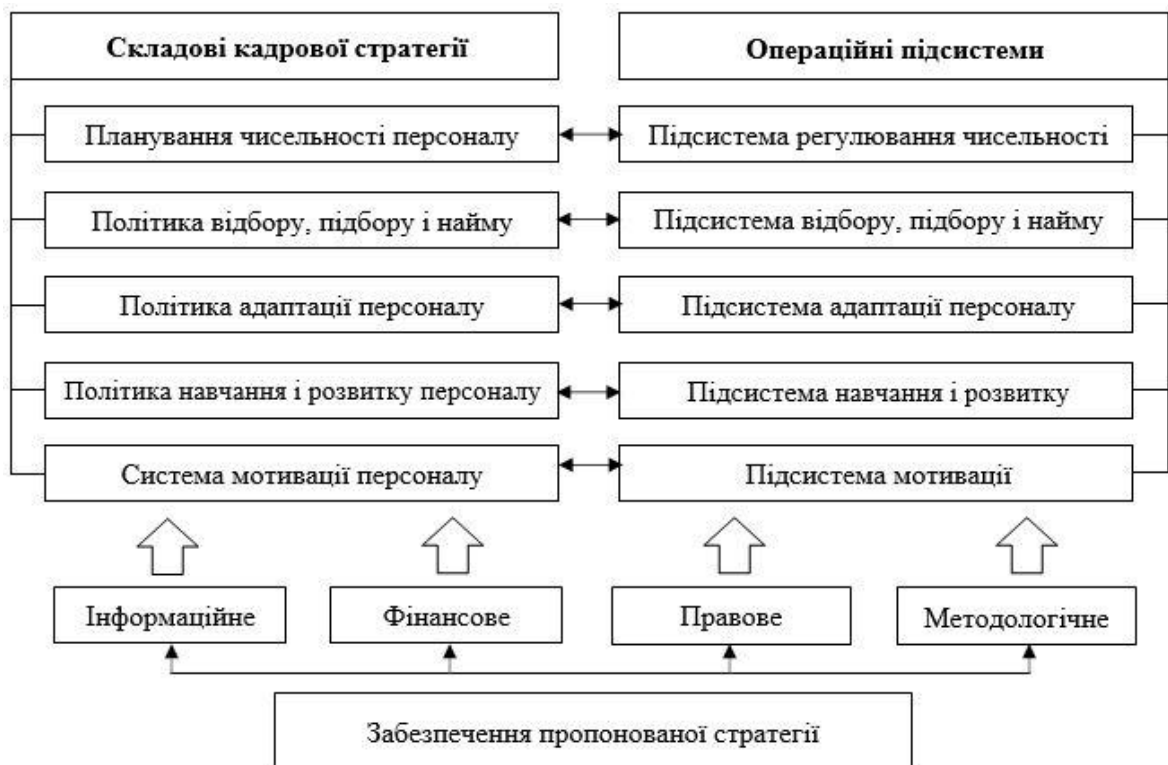 Складові кадрової стратегії
Операційні підсистеми
Планування чисельності персоналу
Підсистема регулювання чисельності
Політика відбору, підбору і найму
Підсистема відбору, підбору і найму
Політика адаптації персоналу
Підсистема адаптації персоналу
Політика навчання і розвитку персоналу
Підсистема навчання і розвитку
Система мотивації персоналу
Підсистема мотивації
Інформаційне
Фінансове
Правове
Методологічне
Забезпечення пропонованої стратегії